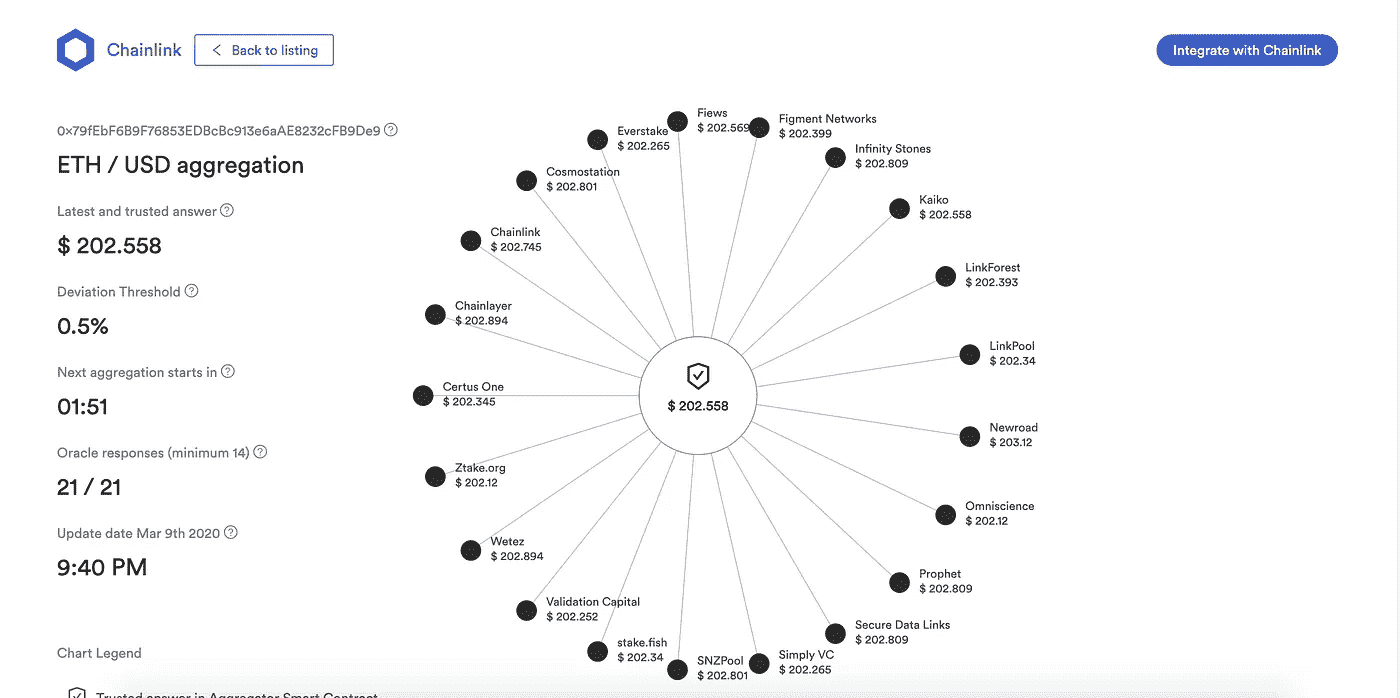 Chainlink
Back to listing
Integrate with Chainlink
0x79fEbF6B9F76853EDBcBc913e6aAE8232cFB9De9
ETH / USD aggregation
Latest and trusted answer
$ 202.558
Deviation Threshold
0.5%
Next aggregation starts in
01:51
Oracle responses (minimum 14)
21 / 21
Update date Mar 9th 2020
9:40 PM
Chart Legend
Trusted answer in Aggregator Smart Contract
Fiews
$ 202.569
Figment Networks
$ 202.399
Infinity Stones
$ 202.809
Kaiko
$ 202.558
LinkForest
$ 202.393
LinkPool
$ 202.34
Newroad
$ 203.12
Omniscience
$ 202.12
Prophet
$ 202.809
Secure Data Links
$ 202.809
Simply VC
$ 202.265
SNZPool
$ 202.801
stake.fish
$ 202.34
Validation Capital
$ 202.252
Wetez
$ 202.894
Ztake.org
$ 202.12
Certus One
$ 202.345
Chainlayer
$ 202.894
Chainlink
$ 202.745
Cosmostation
$ 202.801
Everstake
$ 202.265
$ 202.558